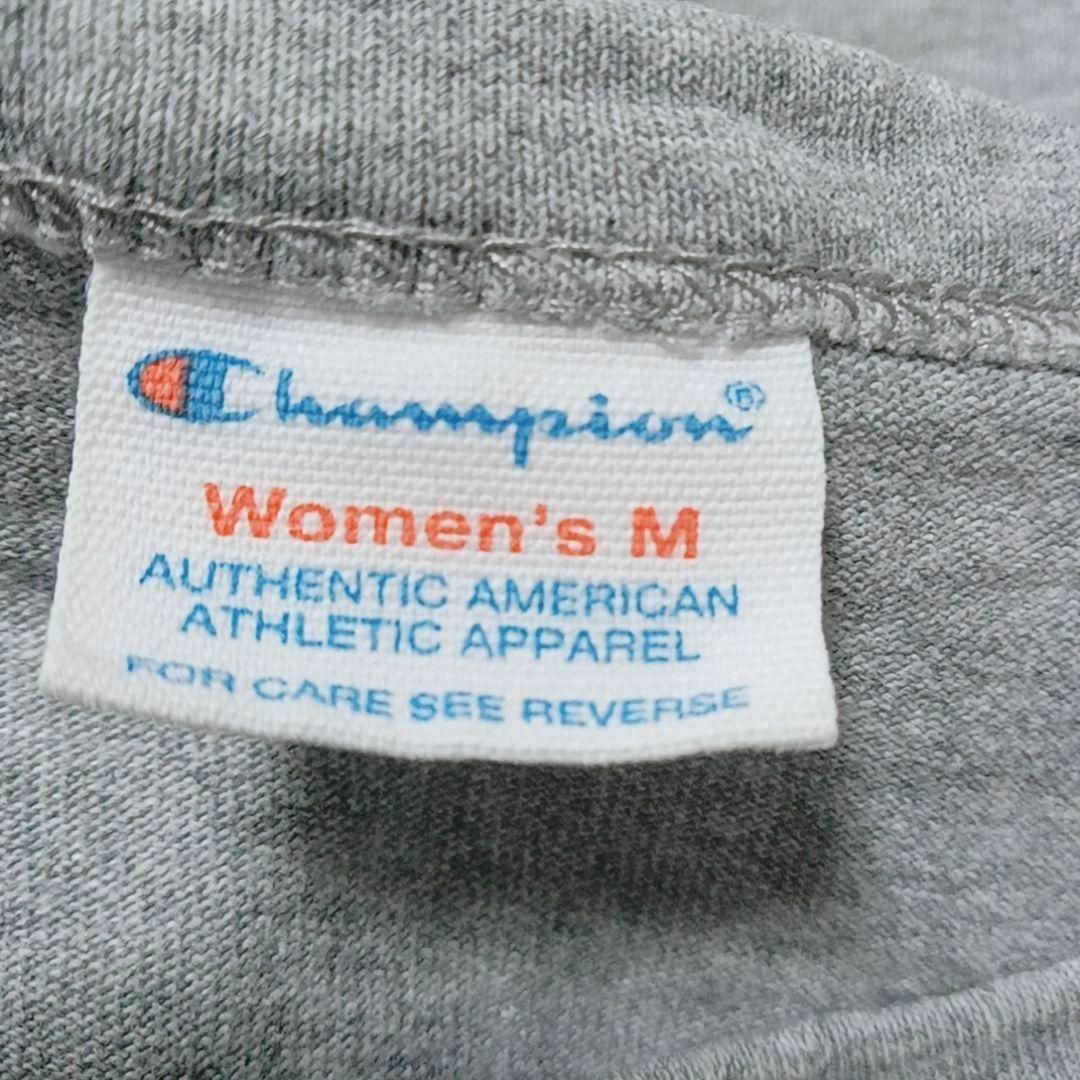 Champion®
Women's M
AUTHENTIC AMERICAN
ATHLETIC APPAREL
FOR CARE SEE REVERSE